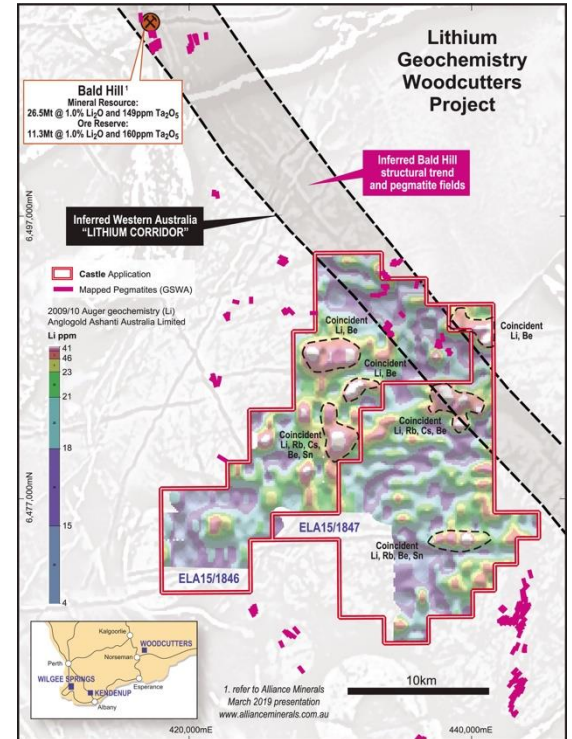 Lithium
Geochemistry
Woodcutters
Project
Bald Hill¹
Mineral Resource:
26.5Mt @ 1.0% Li₂O and 149ppm Ta₂O₅
Ore Reserve:
11.3Mt @ 1.0% Li₂O and 160ppm Ta₂O₅
Inferred Bald Hill
structural trend
and pegmatite fields
6,497,000mN
Inferred Western Australia
“LITHIUM CORRIDOR”
Castle Application
Mapped Pegmatites (GSWA)
2009/10 Auger geochemistry (Li)
Anglogold Ashanti Australia Limited
Li ppm
41
46
23
21
18
15
4
Coincident
Li, Be
Coincident
Li, Be
Coincident
Li, Be
Coincident
Li, Rb, Cs,
Be, Sn
Coincident
Li, Rb, Cs, Be
6,477,000mN
ELA15/1847
Coincident
Li, Rb, Be, Sn
ELA15/1846
Kalgoorlie
WOODCUTTERS
Perth
Norseman
WILGEE SPRINGS
Esperance
KENDENUP
Albany
10km
1. refer to Alliance Minerals
March 2019 presentation
www.allianceminerals.com.au
420,000mE
440,000mE